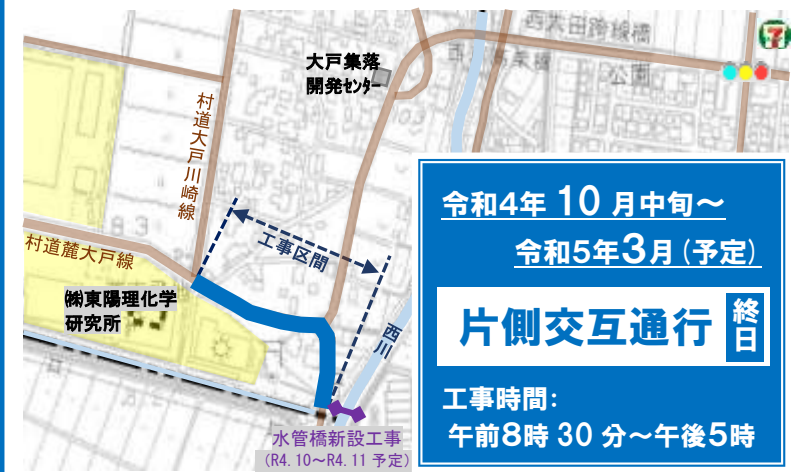 西太田跨線橋
公園
大戸集落
開発ｾﾝﾀｰ
村道大戸川崎線
村道麓大戸線
工事区間
㈱東陽理化学
研究所
西川
水管橋新設工事
(R4.10～R4.11 予定)
令和4年 10 月中旬～
令和5年3月(予定)
片側交互通行 終日
工事時間:
午前8時 30 分～午後5時